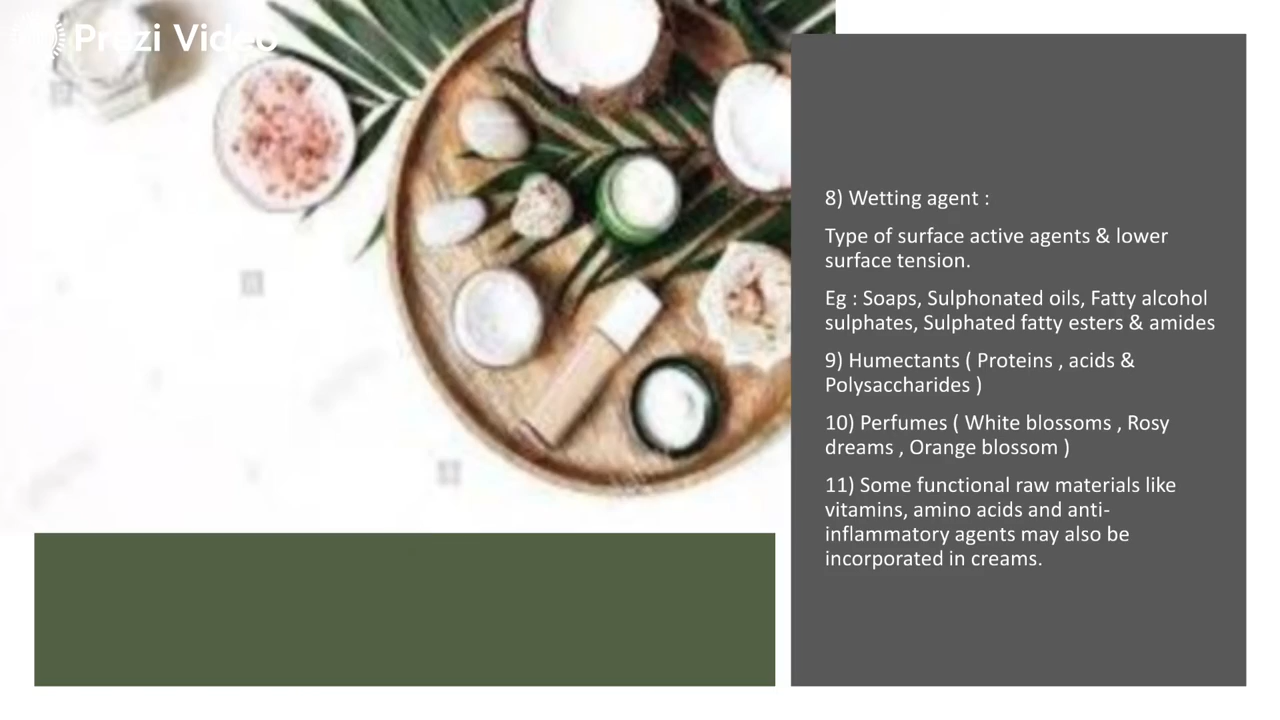 Prezi Video
8) Wetting agent :
Type of surface active agents & lower
surface tension.
Eg : Soaps, Sulphonated oils, Fatty alcohol
sulphates, Sulphated fatty esters & amides
9) Humectants ( Proteins , acids &
Polysaccharides )
10) Perfumes ( White blossoms , Rosy
dreams , Orange blossom )
11) Some functional raw materials like
vitamins, amino acids and anti-
inflammatory agents may also be
incorporated in creams.